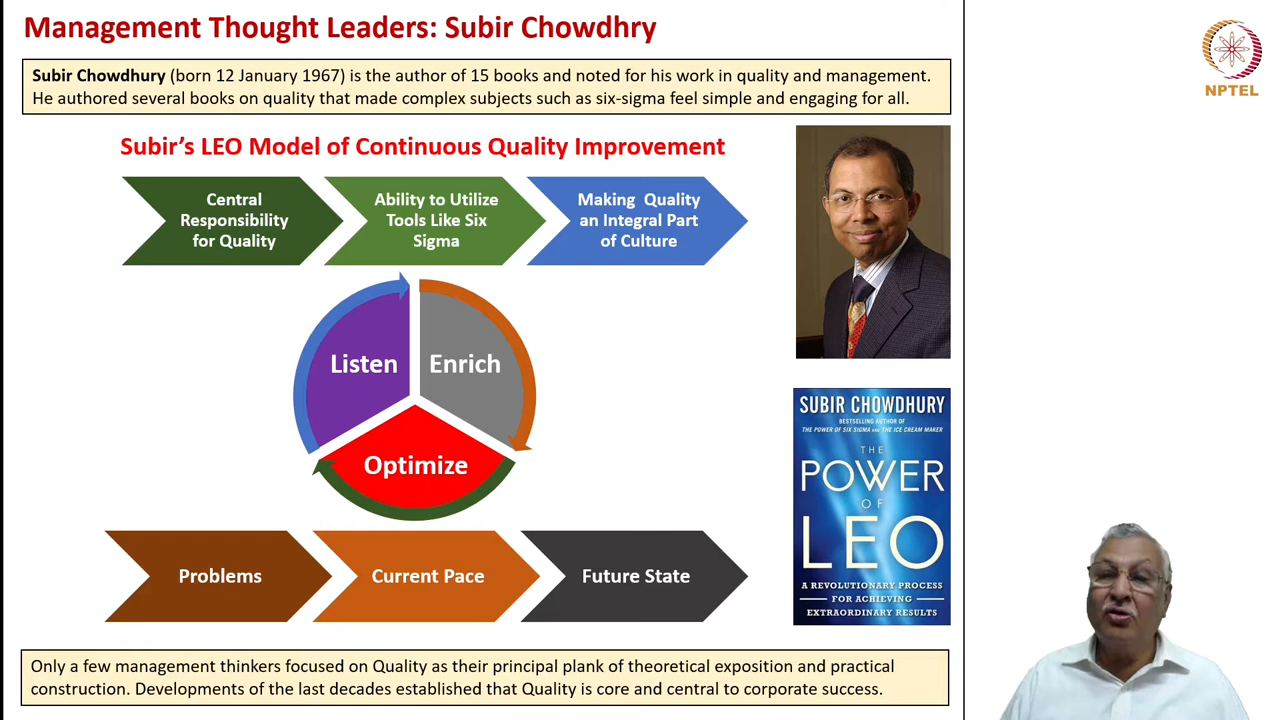 Management Thought Leaders: Subir Chowdhry
NPTEL
Subir Chowdhury (born 12 January 1967) is the author of 15 books and noted for his work in quality and management.
He authored several books on quality that made complex subjects such as six-sigma feel simple and engaging for all.
Subir's LEO Model of Continuous Quality Improvement
Central
Responsibility
for Quality
Ability to Utilize
Tools Like Six
Sigma
Making Quality
an Integral Part
of Culture
Listen
Enrich
Optimize
Problems
Current Pace
Future State
SUBIR CHOWDHURY
BESTSELLING AUTHOR OF
THE POWER OF SIX SIGMA AND THE ICE CREAM MAKER
THE
POWER
OF
LEO
A REVOLUTIONARY PROCESS
FOR ACHIEVING
EXTRAORDINARY RESULTS
Only a few management thinkers focused on Quality as their principal plank of theoretical exposition and practical
construction. Developments of the last decades established that Quality is core and central to corporate success.